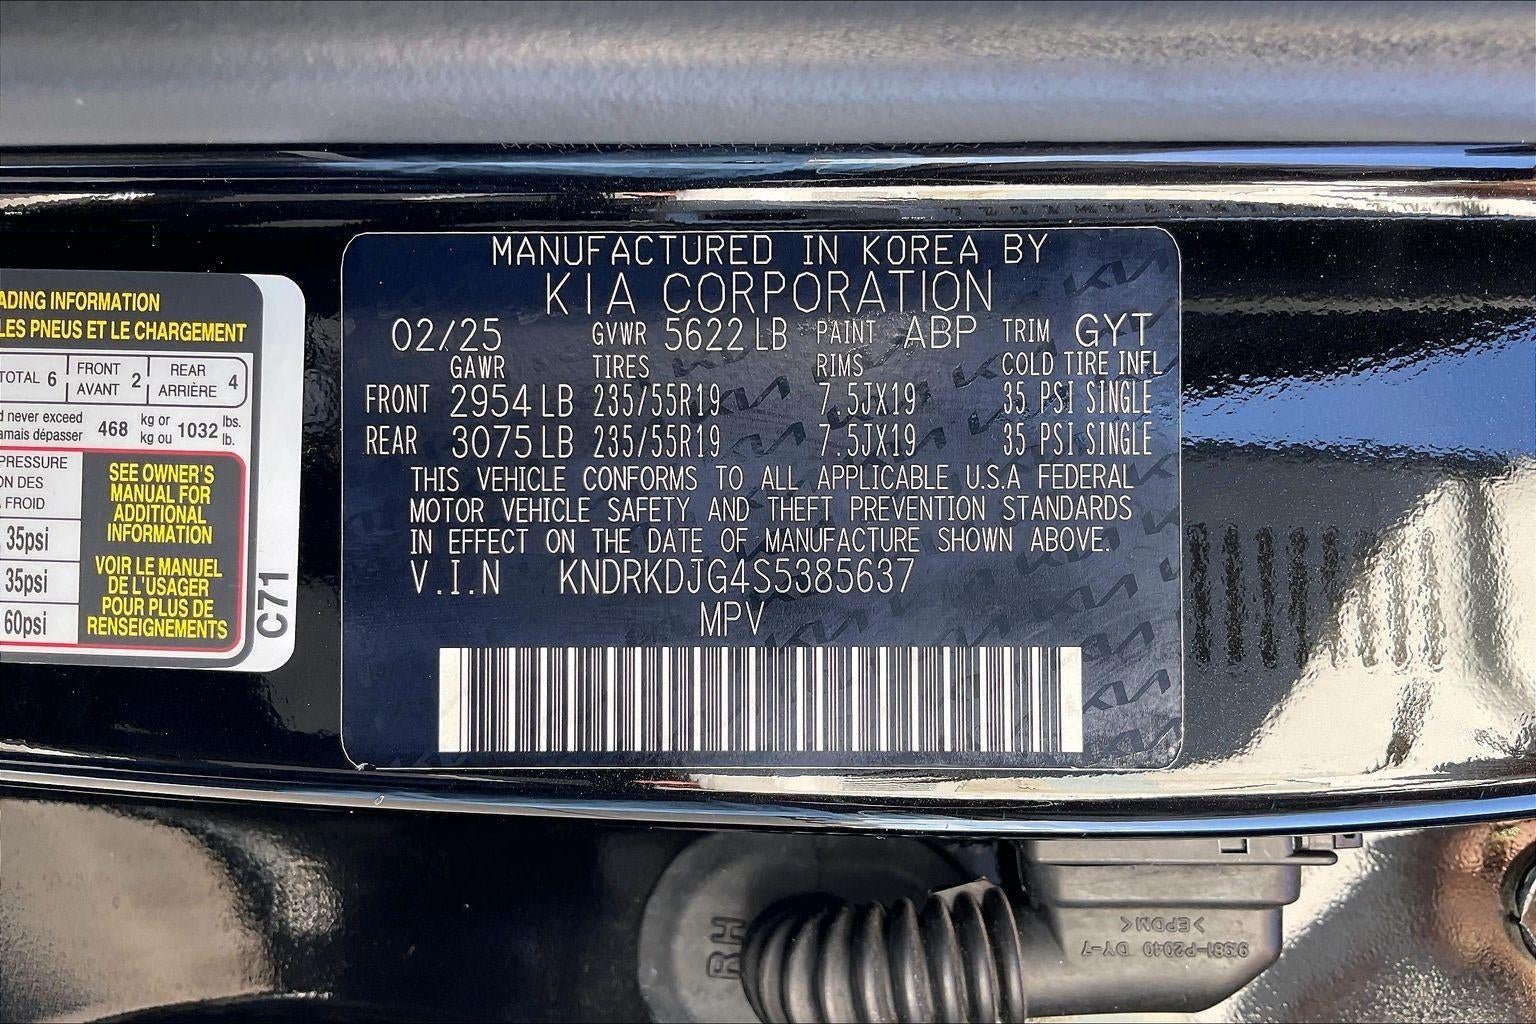 MANUFACTURED IN KOREA BY
KIA CORPORATION
02/25 GVWR 5622 LB PAINT ABP TRIM GYT
GAWR TIRES RIMS COLD TIRE INFL
FRONT 2954 LB 235/55R19 7.5JX19 35 PSI SINGLE
REAR 3075 LB 235/55R19 7.5JX19 35 PSI SINGLE
THIS VEHICLE CONFORMS TO ALL APPLICABLE U.S.A FEDERAL
MOTOR VEHICLE SAFETY AND THEFT PREVENTION STANDARDS
IN EFFECT ON THE DATE OF MANUFACTURE SHOWN ABOVE.
V.I.N KNDRKDJG4S5385637
MPV
ADING INFORMATION
LES PNEUS ET LE CHARGEMENT
TOTAL 6 FRONT AVANT 2 REAR ARRIÈRE 4
d never exceed
amais dépasser 468 kg or kg ou 1032 lbs. lb.
PRESSURE
ON DES
FROID
35psi
35psi
60psi
SEE OWNER'S
MANUAL FOR
ADDITIONAL
INFORMATION
VOIR LE MANUEL
DE L'USAGER
POUR PLUS DE
RENSEIGNEMENTS
C71
RH
>EPDM<
91981-P2040 DY-7